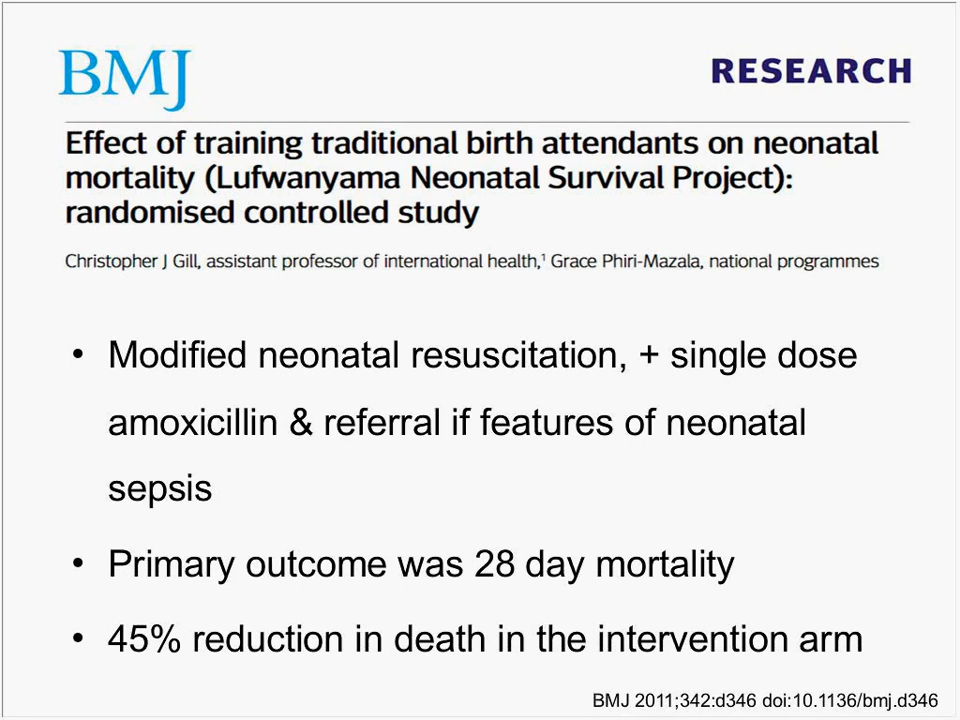 BMJ
RESEARCH
Effect of training traditional birth attendants on neonatal
mortality (Lufwanyama Neonatal Survival Project):
randomised controlled study
Christopher J Gill, assistant professor of international health,¹ Grace Phiri-Mazala, national programmes
• Modified neonatal resuscitation, + single dose
amoxicillin & referral if features of neonatal
sepsis
• Primary outcome was 28 day mortality
• 45% reduction in death in the intervention arm
BMJ 2011;342:d346 doi:10.1136/bmj.d346